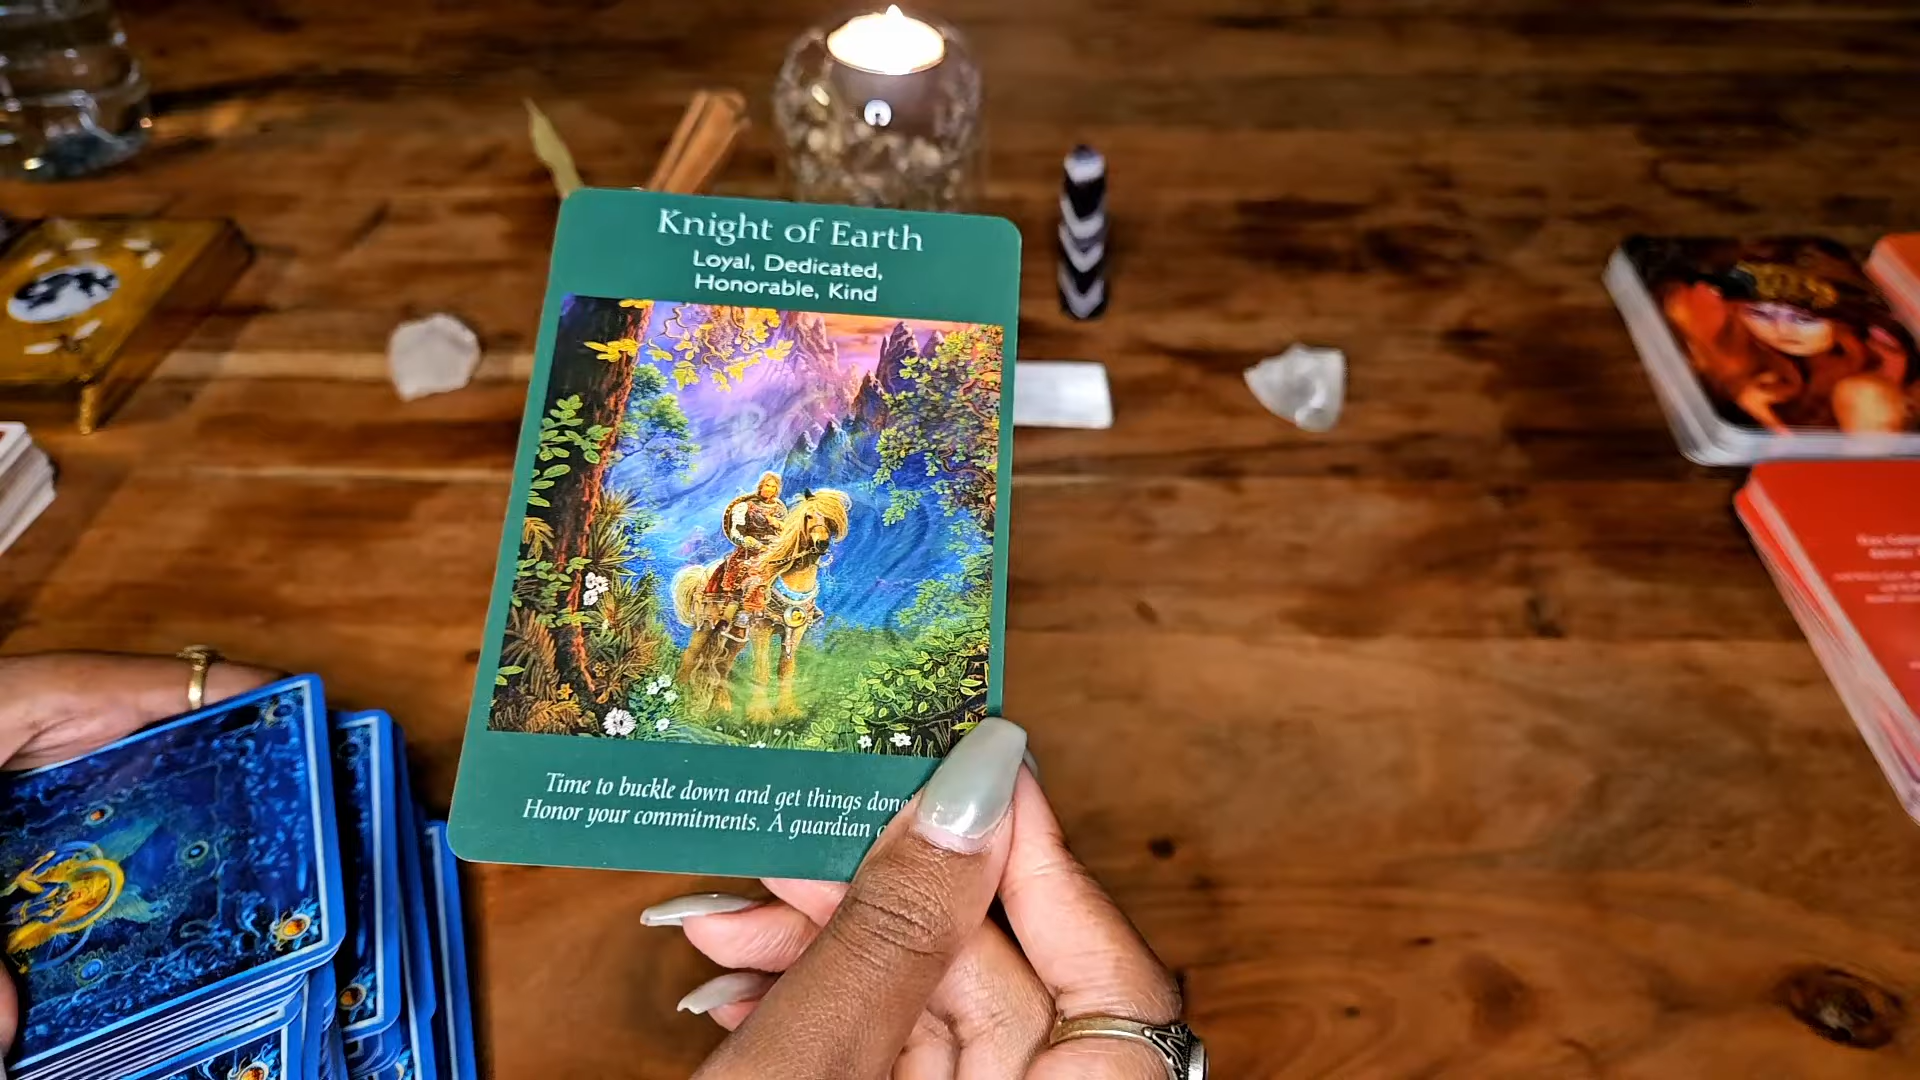 Knight of Earth
Loyal, Dedicated,
Honorable, Kind
Time to buckle down and get things done
Honor your commitments. A guardian